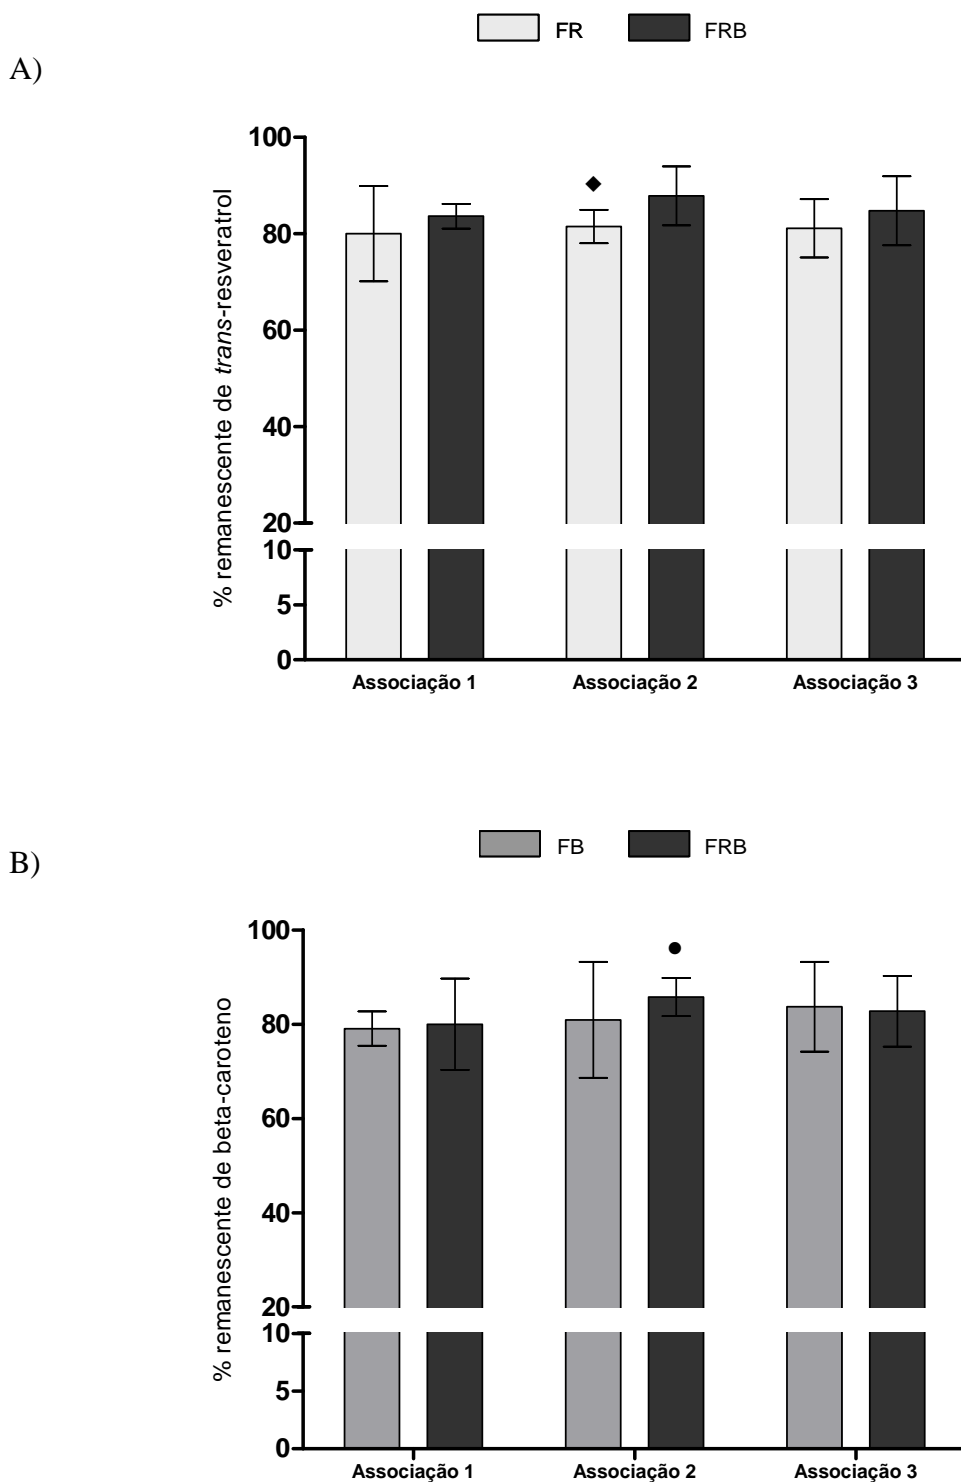 FR FRB
A)
% remanescente de trans-resveratrol
100
80
60
40
20
10
5
0
Associação 1 Associação 2 Associação 3
FB FRB
B)
% remanescente de beta-caroteno
100
80
60
40
20
10
5
0
Associação 1 Associação 2 Associação 3